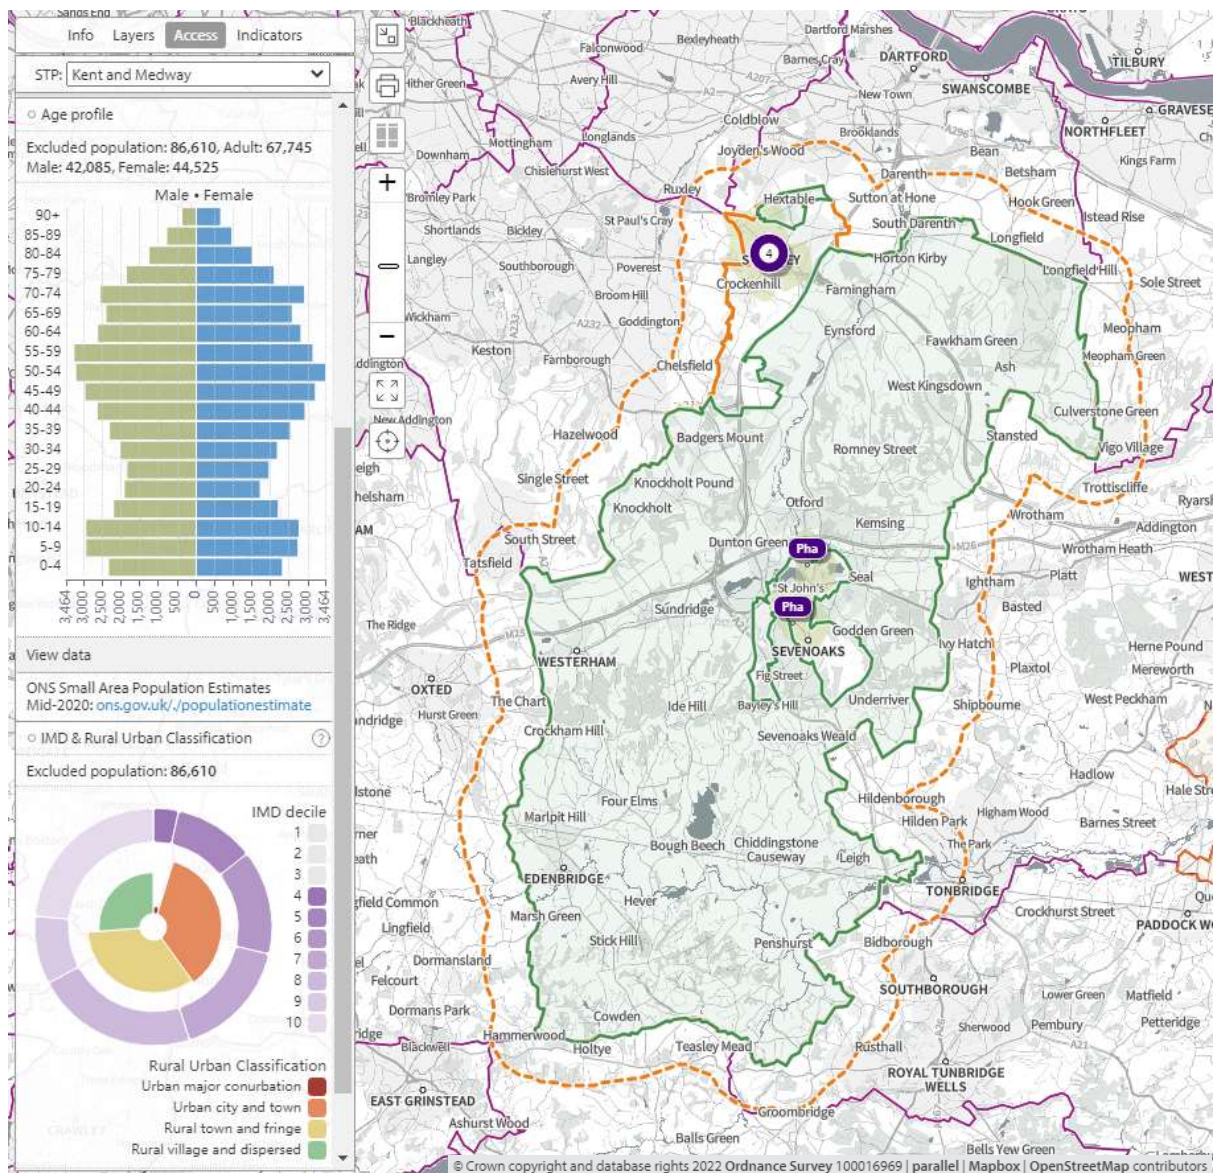 Info Layers Access Indicators
STP: Kent and Medway
Age profile
Excluded population: 86,610, Adult: 67,745
Male: 42,085, Female: 44,525
Male • Female
90+
85-89
80-84
75-79
70-74
65-69
60-64
55-59
50-54
45-49
40-44
35-39
30-34
25-29
20-24
15-19
10-14
5-9
0-4
3,464 3,000 2,500 2,000 1,500 1,000 500 0 500 1,000 1,500 2,000 2,500 3,000 3,464
View data
ONS Small Area Population Estimates
Mid-2020: ons.gov.uk/./populationestimate
IMD & Rural Urban Classification ?
Excluded population: 86,610
IMD decile
1
2
3
4
5
6
7
8
9
10
Rural Urban Classification
Urban major conurbation
Urban city and town
Rural town and fringe
Rural village and dispersed
Sands End
Blackheath
Bexleyheath
Dartford Marshes
Falconwood
Barnes Cray
DARTFORD
TILBURY
Hither Green
Avery Hill
A207
A2
New Town
SWANSCOMBE
Coldblow
NORTHFLEET
Longlands
Brooklands
A296
Mottingham
Joyden's Wood
Bean
A2
Downham
Chislehurst West
Darenth
Betsham
Kings Farm
Ruxley
Hextable
Sutton at Hone
Hook Green
Bromley Park
St Paul's Cray
South Darenth
Istead Rise
Shortlands
Bickley
Longfield
4
Langley
Southborough
Poverest
Horton Kirby
Longfield Hill
Crockenhill
Farningham
Sole Street
Broom Hill
Wickham
A232
Goddington
Eynsford
Meopham
A233
Keston
Farnborough
Fawkham Green
Meopham Green
Chelsfield
Ash
West Kingsdown
New Addington
Culverstone Green
Hazelwood
Badgers Mount
Stansted
Romney Street
Vigo Village
Single Street
Knockholt Pound
Trottiscliffe
Knockholt
Otford
Wrotham
Kemsing
Addington
South Street
Dunton Green
Pha
M26
Wrotham Heath
Tatsfield
Seal
Ightham
Platt
St John's
Sundridge
Pha
Basted
The Ridge
M25
Godden Green
Ivy Hatch
WESTERHAM
SEVENOAKS
Herne Pound
Plaxtol
Mereworth
OXTED
Fig Street
The Chart
Underriver
West Peckham
Hurst Green
Ide Hill
Bayley's Hill
Shipbourne
Crockham Hill
Sevenoaks Weald
Hadlow
Four Elms
Hildenborough
Marlpit Hill
Hilden Park
Higham Wood
Barnes Street
Bough Beech
Chiddingstone
Causeway
The Park
Leigh
EDENBRIDGE
TONBRIDGE
Hever
Marsh Green
Crockhurst Street
Lingfield
Stick Hill
Penshurst
Bidborough
Dormansland
Felcourt
SOUTHBOROUGH
Lower Green
Matfield
Dormans Park
Cowden
Sherwood
Pembury
Petteridge
Hammerwood
Blackwell
Holtye
Teasley Mead
Rusthall
A21
ROYAL TUNBRIDGE
WELLS
EAST GRINSTEAD
Groombridge
Ashurst Wood
Balls Green
Bells Yew Green
© Crown copyright and database rights 2022 Ordnance Survey 100016969 | parallel | Mapbox | OpenStreetMap contributors